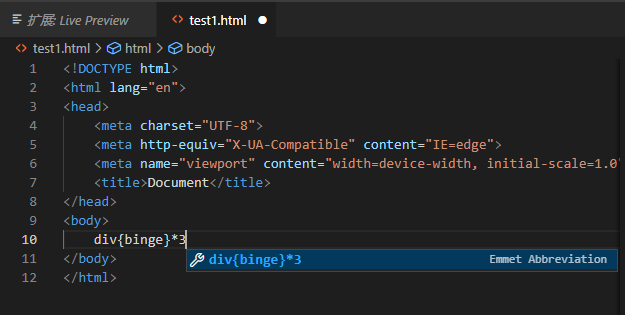 扩展: Live Preview
<> test1.html ●
<> test1.html > html > body
1 <!DOCTYPE html>
2 <html lang="en">
3 <head>
4 <meta charset="UTF-8">
5 <meta http-equiv="X-UA-Compatible" content="IE=edge">
6 <meta name="viewport" content="width=device-width, initial-scale=1.0"
7 <title>Document</title>
8 </head>
9 <body>
10 div{binge}*3
div{binge}*3 Emmet Abbreviation
11 </body>
12 </html>